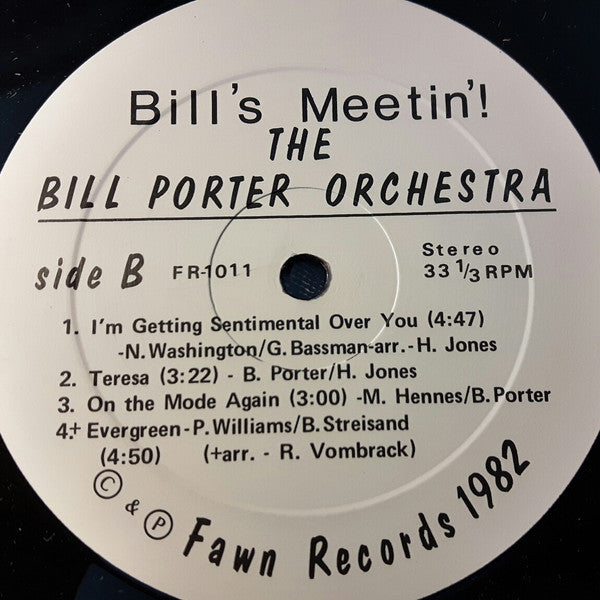 Bill's Meetin'!
THE
BILL PORTER ORCHESTRA
side B FR-1011 Stereo
33 1/3 RPM
1. I'm Getting Sentimental Over You (4:47)
-N. Washington/G. Bassman-arr.- H. Jones
2. Teresa (3:22) - B. Porter/H. Jones
3. On the Mode Again (3:00) -M. Hennes/B. Porter
4.+ Evergreen-P. Williams/B. Streisand
(4:50) (+arr. - R. Vombrack)
© & ℗ Fawn Records 1982